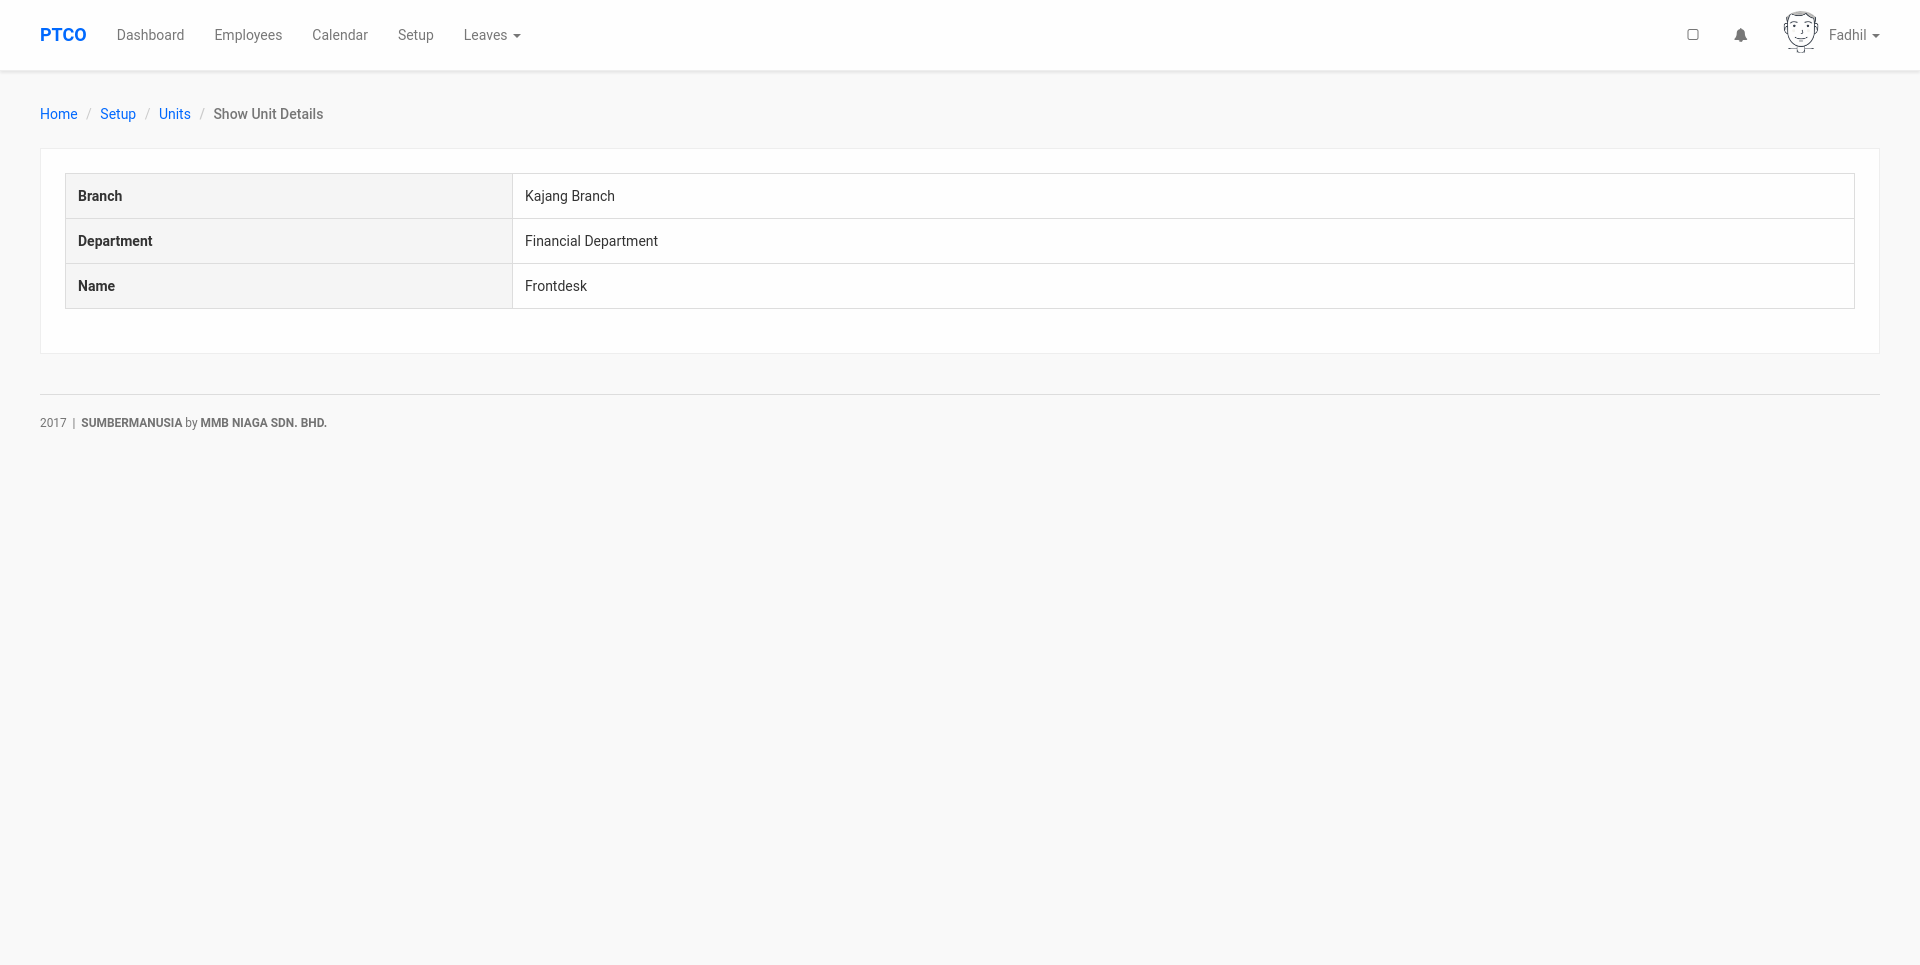 PTCO Dashboard Employees Calendar Setup Leaves Fadhil
Home / Setup / Units / Show Unit Details
Branch Kajang Branch
Department Financial Department
Name Frontdesk
2017 | SUMBERMANUSIA by MMB NIAGA SDN. BHD.